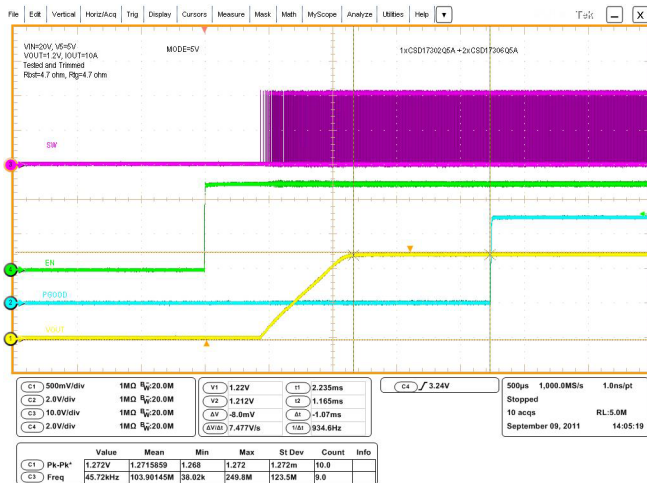 File Edit Vertical Horiz/Acq Trig Display Cursors Measure Mask Math MyScope Analyze Utilities Help Tek X
VIN=20V, V5=5V
VOUT=1.2V, IOUT=10A
Tested and Trimmed
Rbst=4.7 ohm, Rtg=4.7 ohm
MODE=5V
1xCSD17302Q5A +2xCSD17306Q5A
SW
3
EN
4
PGOOD
2
VOUT
1
C1 500mV/div 1MΩ BW:20.0M
C2 2.0V/div 1MΩ BW:20.0M
C3 10.0V/div 1MΩ BW:20.0M
C4 2.0V/div 1MΩ BW:20.0M
V1 1.22V t1 2.235ms
V2 1.212V t2 1.165ms
ΔV -8.0mV Δt -1.07ms
ΔV/Δt 7.477V/s 1/Δt 934.6Hz
C4 3.24V
500µs 1,000.0MS/s 1.0ns/pt
Stopped
10 acqs RL:5.0M
September 09, 2011 14:05:19
Value Mean Min Max St Dev Count Info
C1 Pk-Pk* 1.272V 1.2715859 1.268 1.272 1.272m 10.0
C3 Freq 45.72kHz 103.90145M 38.02k 249.8M 123.5M 9.0